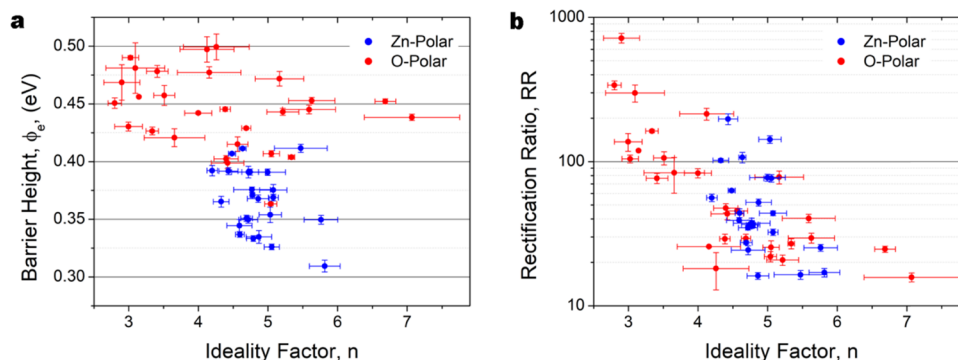 a
Zn-Polar
O-Polar
0.50
0.45
0.40
0.35
0.30
Barrier Height, ϕe, (eV)
3 4 5 6 7
Ideality Factor, n
b
Zn-Polar
O-Polar
1000
100
10
Rectification Ratio, RR
3 4 5 6 7
Ideality Factor, n